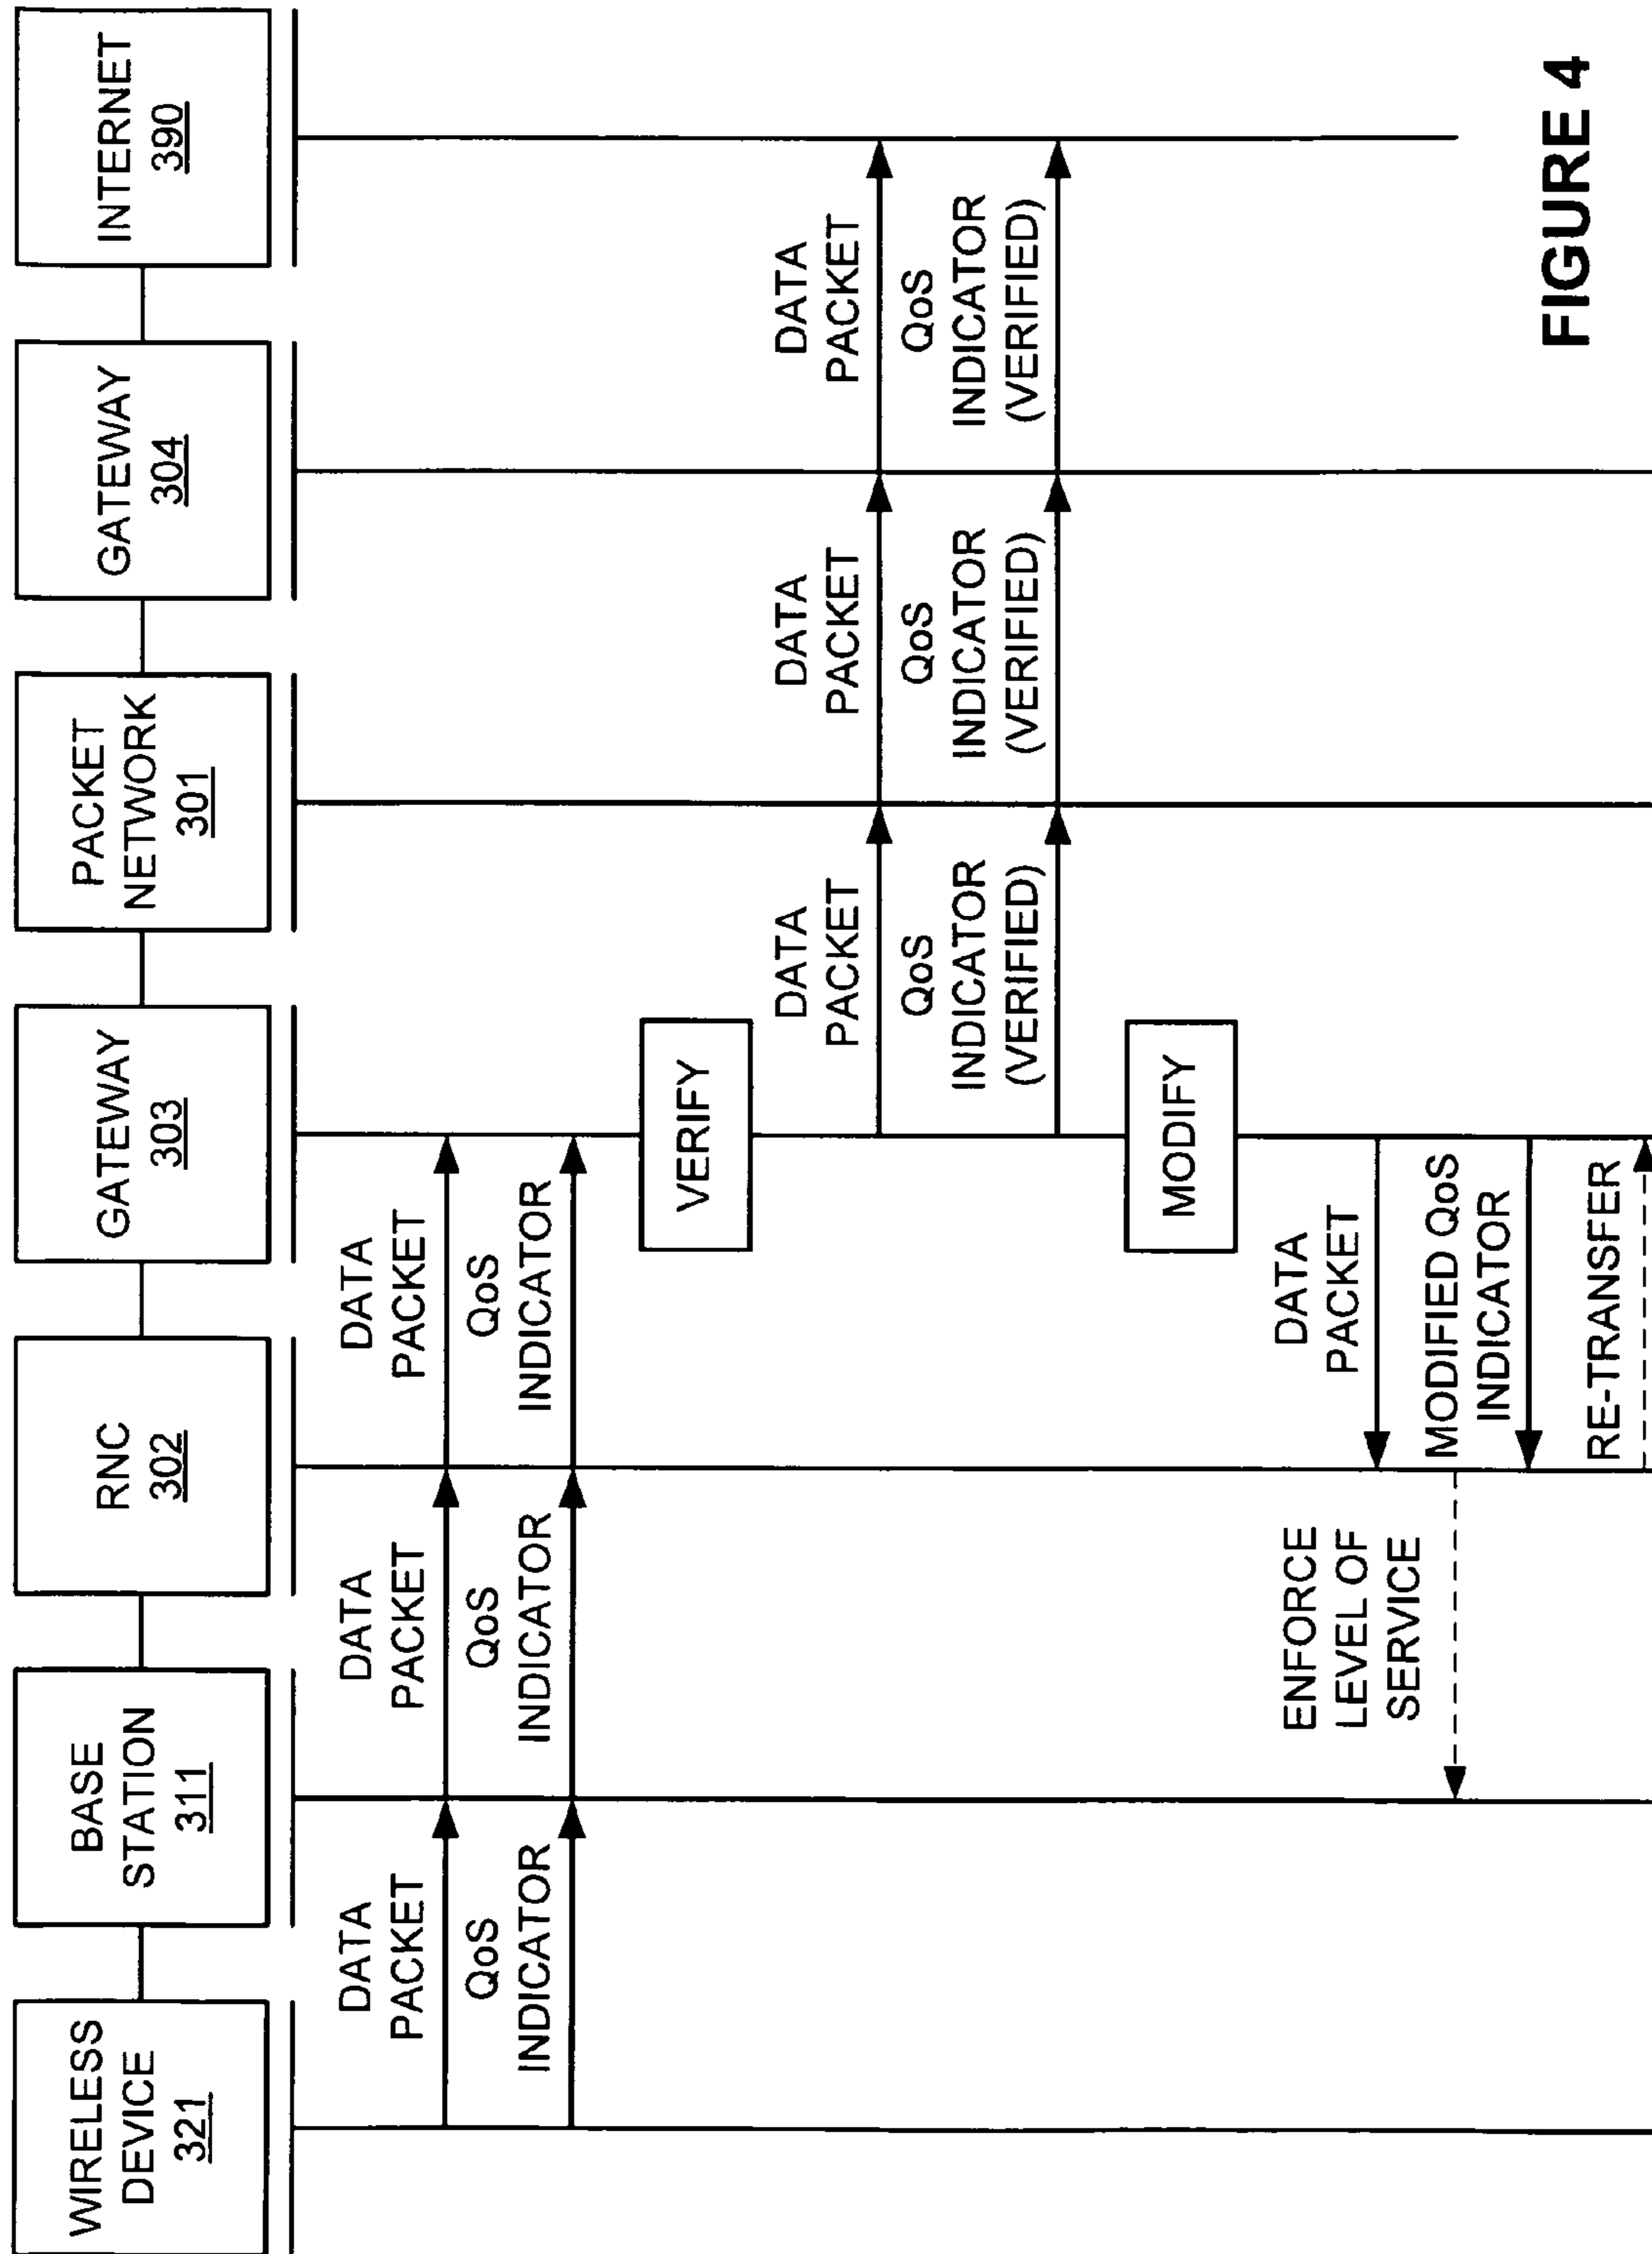 WIRELESS
DEVICE
321
BASE
STATION
311
RNC
302
GATEWAY
303
PACKET
NETWORK
301
GATEWAY
304
INTERNET
390
DATA
PACKET
DATA
PACKET
DATA
PACKET
QoS
INDICATOR
QoS
INDICATOR
QoS
INDICATOR
VERIFY
DATA
PACKET
DATA
PACKET
DATA
PACKET
QoS
INDICATOR
(VERIFIED)
QoS
INDICATOR
(VERIFIED)
QoS
INDICATOR
(VERIFIED)
MODIFY
DATA
PACKET
ENFORCE
LEVEL OF
SERVICE
MODIFIED QoS
INDICATOR
RE-TRANSFER
FIGURE 4